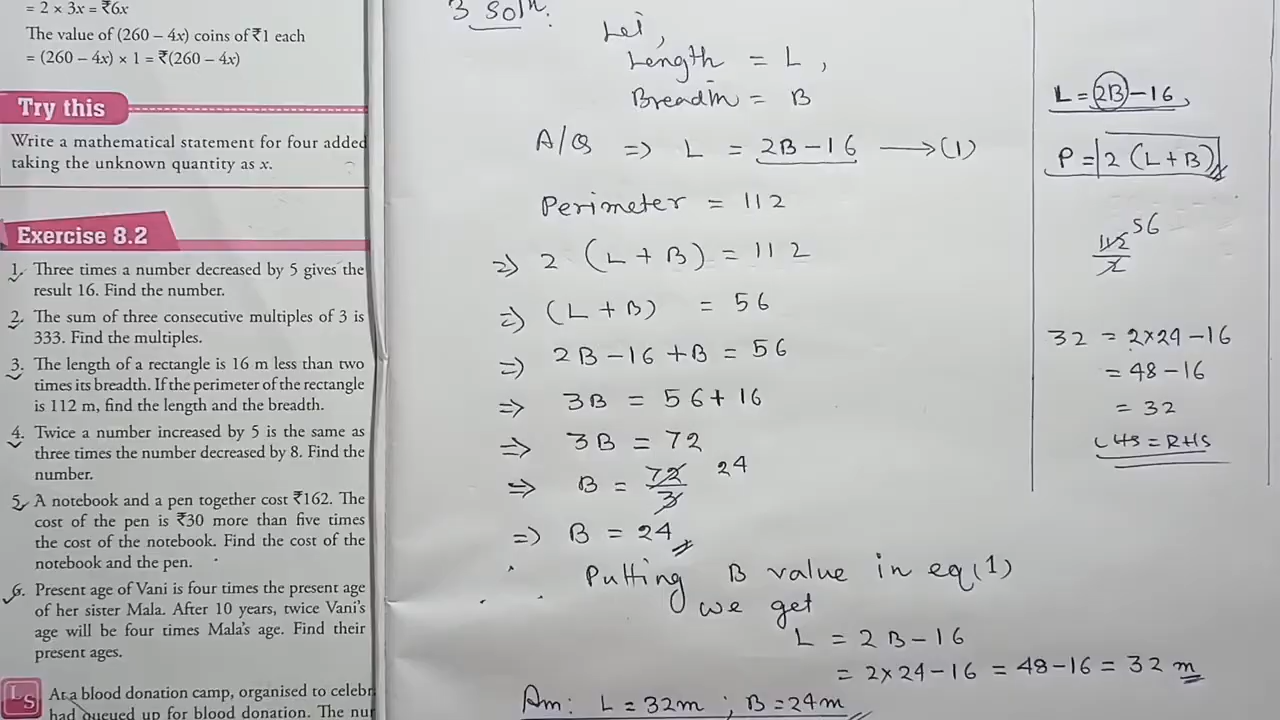 = 2 × 3x = ₹6x
The value of (260 – 4x) coins of ₹1 each
= (260 – 4x) × 1 = ₹(260 – 4x)
Try this
Write a mathematical statement for four added
taking the unknown quantity as x.
Exercise 8.2
1. Three times a number decreased by 5 gives the
result 16. Find the number.
2. The sum of three consecutive multiples of 3 is
333. Find the multiples.
3. The length of a rectangle is 16 m less than two
times its breadth. If the perimeter of the rectangle
is 112 m, find the length and the breadth.
4. Twice a number increased by 5 is the same as
three times the number decreased by 8. Find the
number.
5. A notebook and a pen together cost ₹162. The
cost of the pen is ₹30 more than five times
the cost of the notebook. Find the cost of the
notebook and the pen.
6. Present age of Vani is four times the present age
of her sister Mala. After 10 years, twice Vani's
age will be four times Mala's age. Find their
present ages.
LS
At a blood donation camp, organised to celebr
had queued up for blood donation. The nu
3 Soln:
Let,
Length = L,
Breadth = B
A/Q => L = 2B - 16 → (1)
Perimeter = 112
=> 2 (L + B) = 112
=> (L + B) = 56
=> 2B - 16 + B = 56
=> 3B = 56 + 16
=> 3B = 72
=> B = 72/3 24
=> B = 24
Putting B value in eq(1)
we get
L = 2B - 16
= 2×24 - 16 = 48 - 16 = 32 m
Ans: L = 32m ; B = 24m
L = 2B - 16
P = 2 (L + B)
112/2 56
32 = 2×24 - 16
= 48 - 16
= 32
LHS = RHS